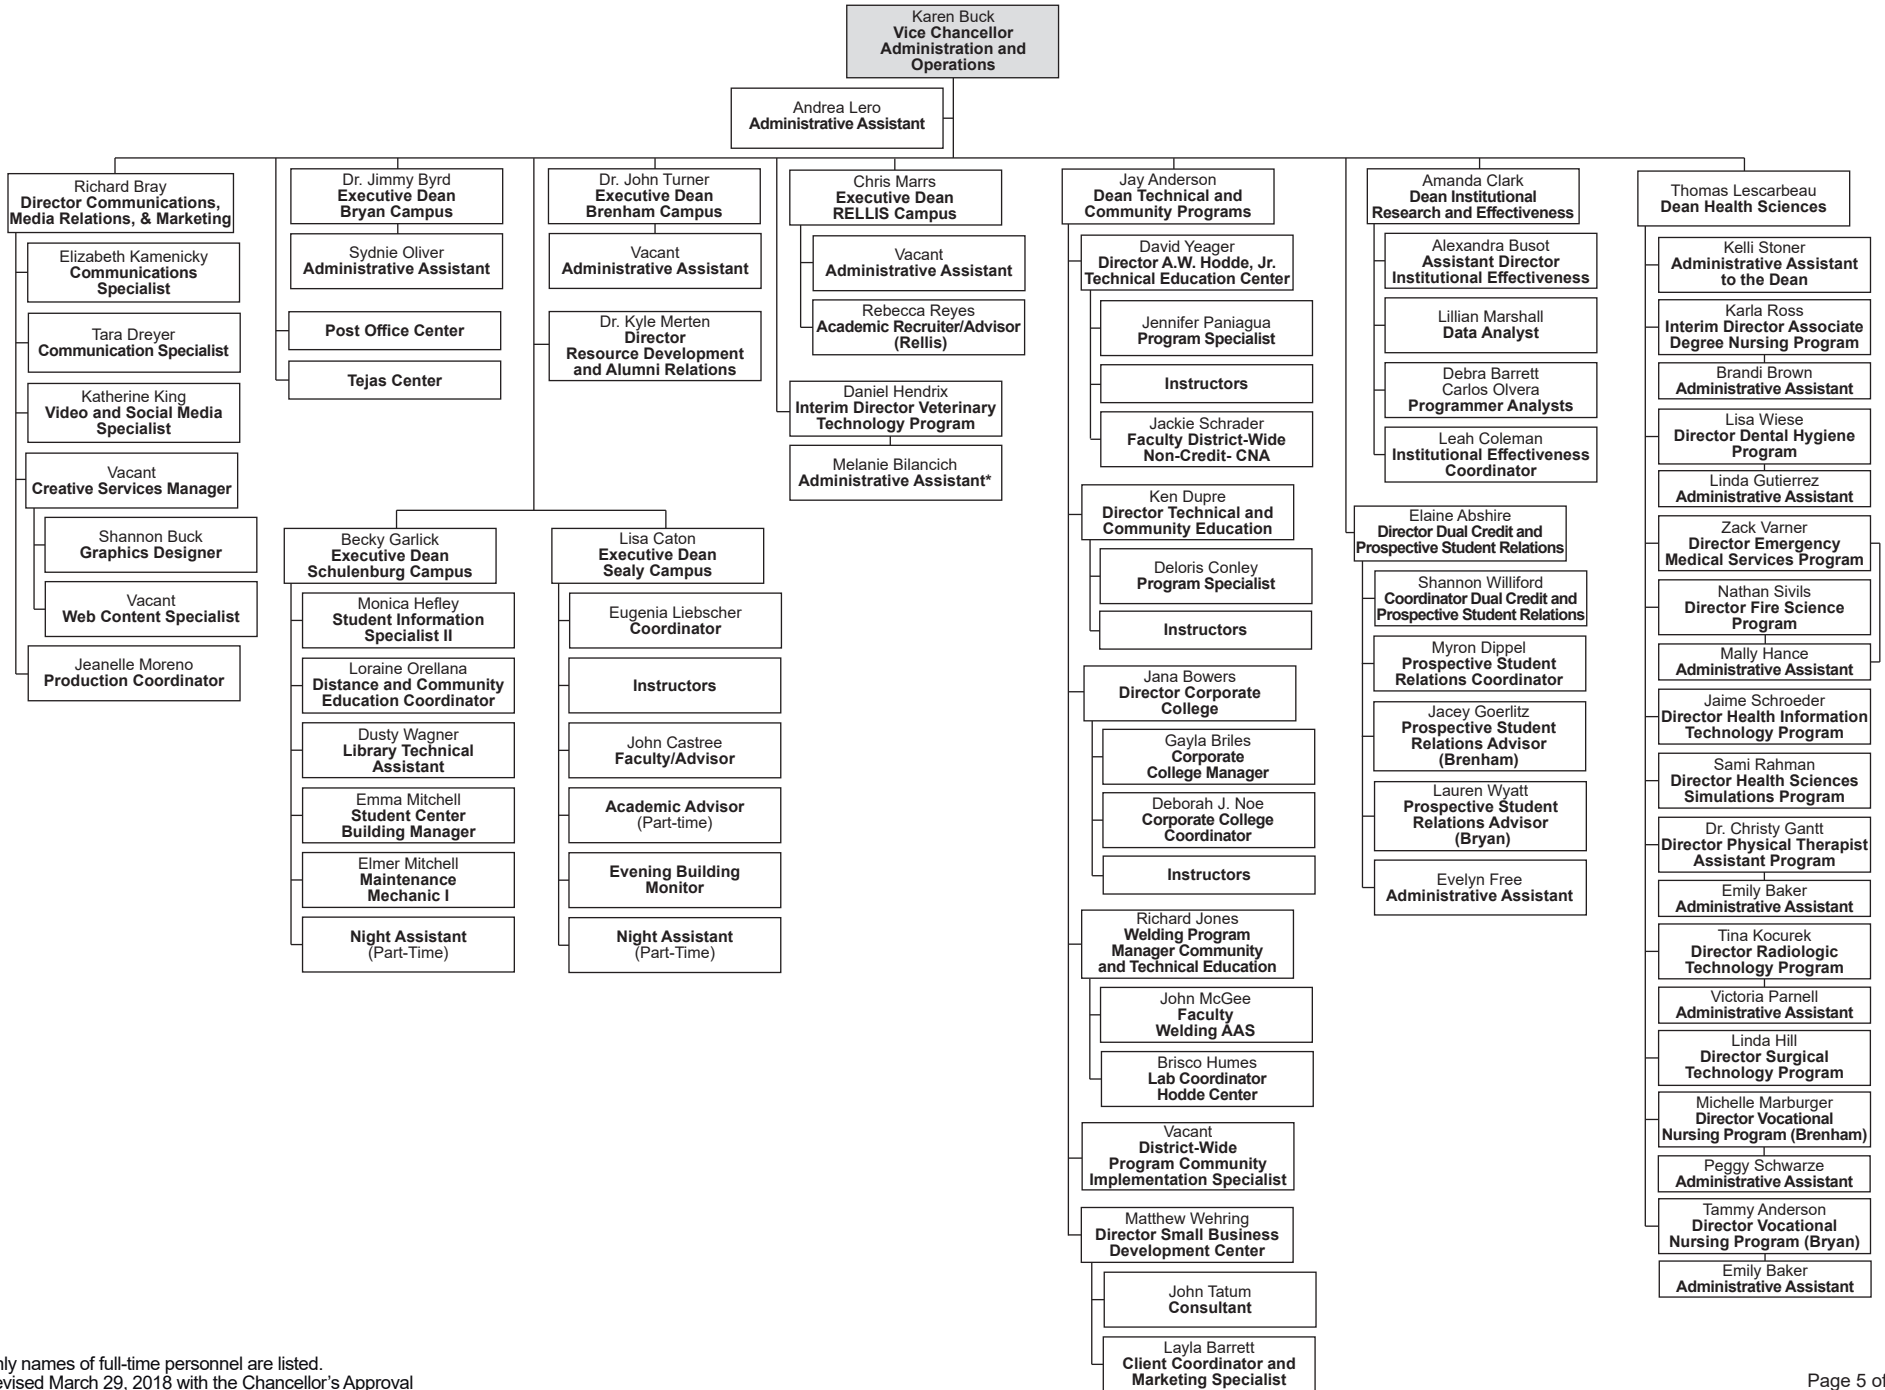 Karen Buck
Vice Chancellor
Administration and
Operations
Andrea Lero
Administrative Assistant
Richard Bray
Director Communications,
Media Relations, & Marketing
Elizabeth Kamenicky
Communications
Specialist
Tara Dreyer
Communication Specialist
Katherine King
Video and Social Media
Specialist
Vacant
Creative Services Manager
Shannon Buck
Graphics Designer
Vacant
Web Content Specialist
Jeanelle Moreno
Production Coordinator
Dr. Jimmy Byrd
Executive Dean
Bryan Campus
Sydnie Oliver
Administrative Assistant
Post Office Center
Tejas Center
Dr. John Turner
Executive Dean
Brenham Campus
Vacant
Administrative Assistant
Dr. Kyle Merten
Director
Resource Development
and Alumni Relations
Becky Garlick
Executive Dean
Schulenburg Campus
Monica Hefley
Student Information
Specialist II
Loraine Orellana
Distance and Community
Education Coordinator
Dusty Wagner
Library Technical
Assistant
Emma Mitchell
Student Center
Building Manager
Elmer Mitchell
Maintenance
Mechanic I
Night Assistant
(Part-Time)
Lisa Caton
Executive Dean
Sealy Campus
Eugenia Liebscher
Coordinator
Instructors
John Castree
Faculty/Advisor
Academic Advisor
(Part-time)
Evening Building
Monitor
Night Assistant
(Part-Time)
Chris Marrs
Executive Dean
RELLIS Campus
Vacant
Administrative Assistant
Rebecca Reyes
Academic Recruiter/Advisor
(Rellis)
Daniel Hendrix
Interim Director Veterinary
Technology Program
Melanie Bilancich
Administrative Assistant*
Jay Anderson
Dean Technical and
Community Programs
David Yeager
Director A.W. Hodde, Jr.
Technical Education Center
Jennifer Paniagua
Program Specialist
Instructors
Jackie Schrader
Faculty District-Wide
Non-Credit- CNA
Ken Dupre
Director Technical and
Community Education
Deloris Conley
Program Specialist
Instructors
Jana Bowers
Director Corporate
College
Gayla Briles
Corporate
College Manager
Deborah J. Noe
Corporate College
Coordinator
Instructors
Richard Jones
Welding Program
Manager Community
and Technical Education
John McGee
Faculty
Welding AAS
Brisco Humes
Lab Coordinator
Hodde Center
Vacant
District-Wide
Program Community
Implementation Specialist
Matthew Wehring
Director Small Business
Development Center
John Tatum
Consultant
Layla Barrett
Client Coordinator and
Marketing Specialist
Amanda Clark
Dean Institutional
Research and Effectiveness
Alexandra Busot
Assistant Director
Institutional Effectiveness
Lillian Marshall
Data Analyst
Debra Barrett
Carlos Olvera
Programmer Analysts
Leah Coleman
Institutional Effectiveness
Coordinator
Elaine Abshire
Director Dual Credit and
Prospective Student Relations
Shannon Williford
Coordinator Dual Credit and
Prospective Student Relations
Myron Dippel
Prospective Student
Relations Coordinator
Jacey Goerlitz
Prospective Student
Relations Advisor
(Brenham)
Lauren Wyatt
Prospective Student
Relations Advisor
(Bryan)
Evelyn Free
Administrative Assistant
Thomas Lescarbeau
Dean Health Sciences
Kelli Stoner
Administrative Assistant
to the Dean
Karla Ross
Interim Director Associate
Degree Nursing Program
Brandi Brown
Administrative Assistant
Lisa Wiese
Director Dental Hygiene
Program
Linda Gutierrez
Administrative Assistant
Zack Varner
Director Emergency
Medical Services Program
Nathan Sivils
Director Fire Science
Program
Mally Hance
Administrative Assistant
Jaime Schroeder
Director Health Information
Technology Program
Sami Rahman
Director Health Sciences
Simulations Program
Dr. Christy Gantt
Director Physical Therapist
Assistant Program
Emily Baker
Administrative Assistant
Tina Kocurek
Director Radiologic
Technology Program
Victoria Parnell
Administrative Assistant
Linda Hill
Director Surgical
Technology Program
Michelle Marburger
Director Vocational
Nursing Program (Brenham)
Peggy Schwarze
Administrative Assistant
Tammy Anderson
Director Vocational
Nursing Program (Bryan)
Emily Baker
Administrative Assistant
names of full-time personnel are listed.
March 29, 2018 with the Chancellor's Approval
Page 5 of